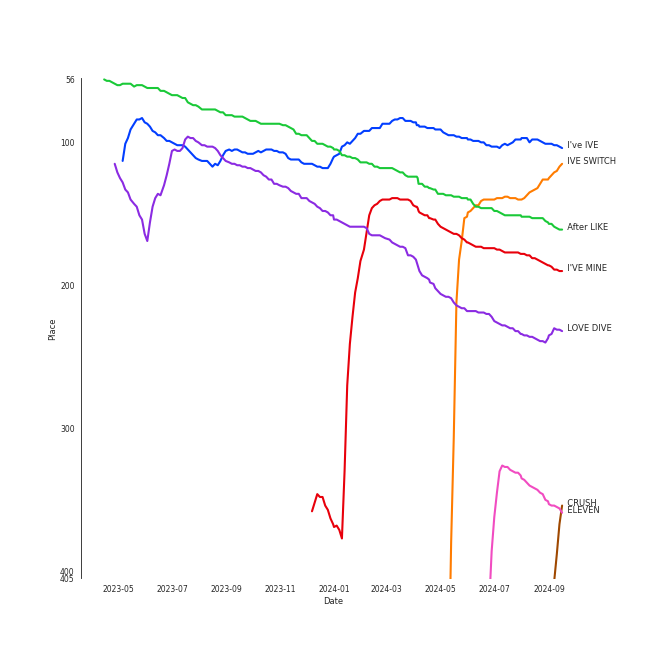 56
100
200
300
400
405
Place
I've IVE
IVE SWITCH
After LIKE
I'VE MINE
LOVE DIVE
CRUSH
ELEVEN
2023-05 2023-07 2023-09 2023-11 2024-01 2024-03 2024-05 2024-07 2024-09
Date